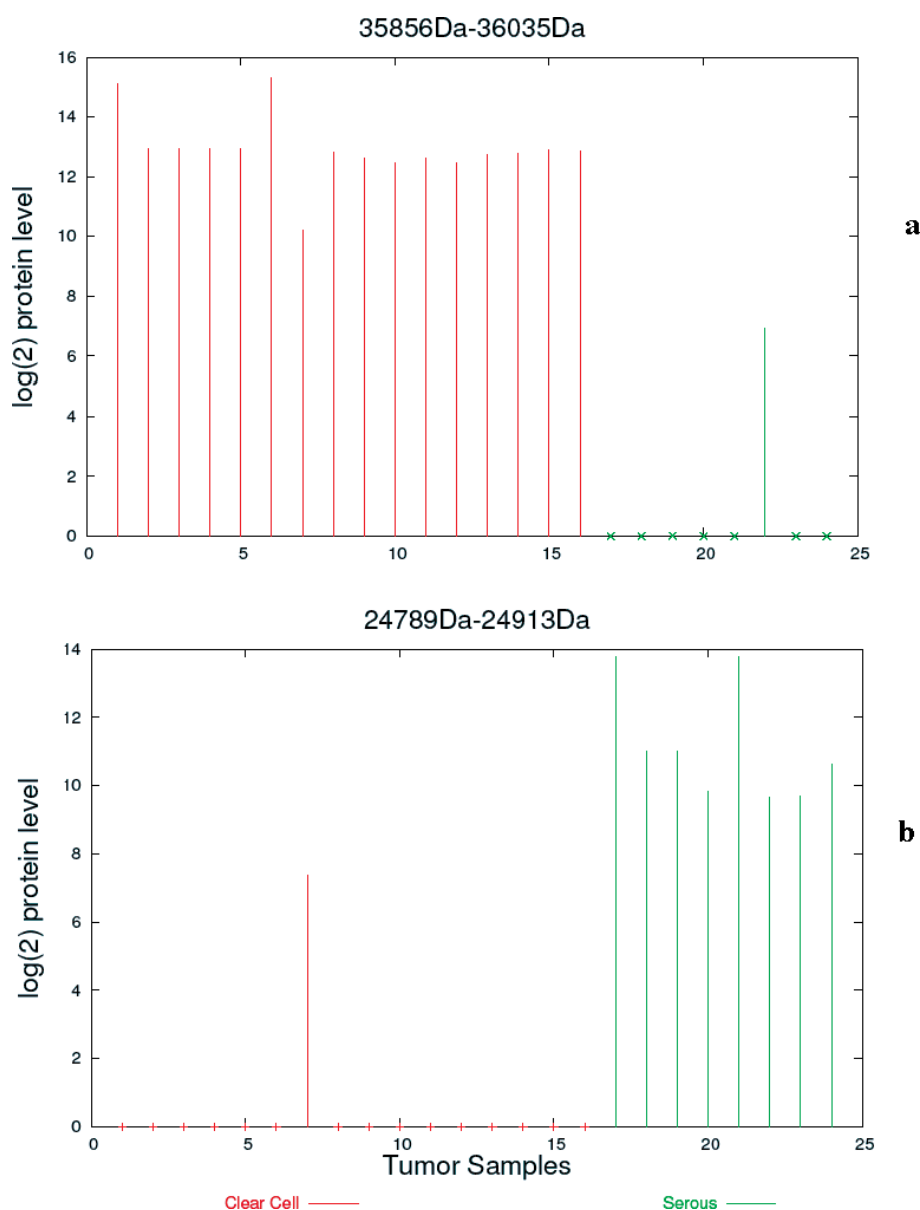 35856Da-36035Da
16
14
12
10
8
6
4
2
0
log(2) protein level
a
0 5 10 15 20 25
24789Da-24913Da
14
12
10
8
6
4
2
0
log(2) protein level
b
0 5 10 15 20 25
Tumor Samples
Clear Cell Serous